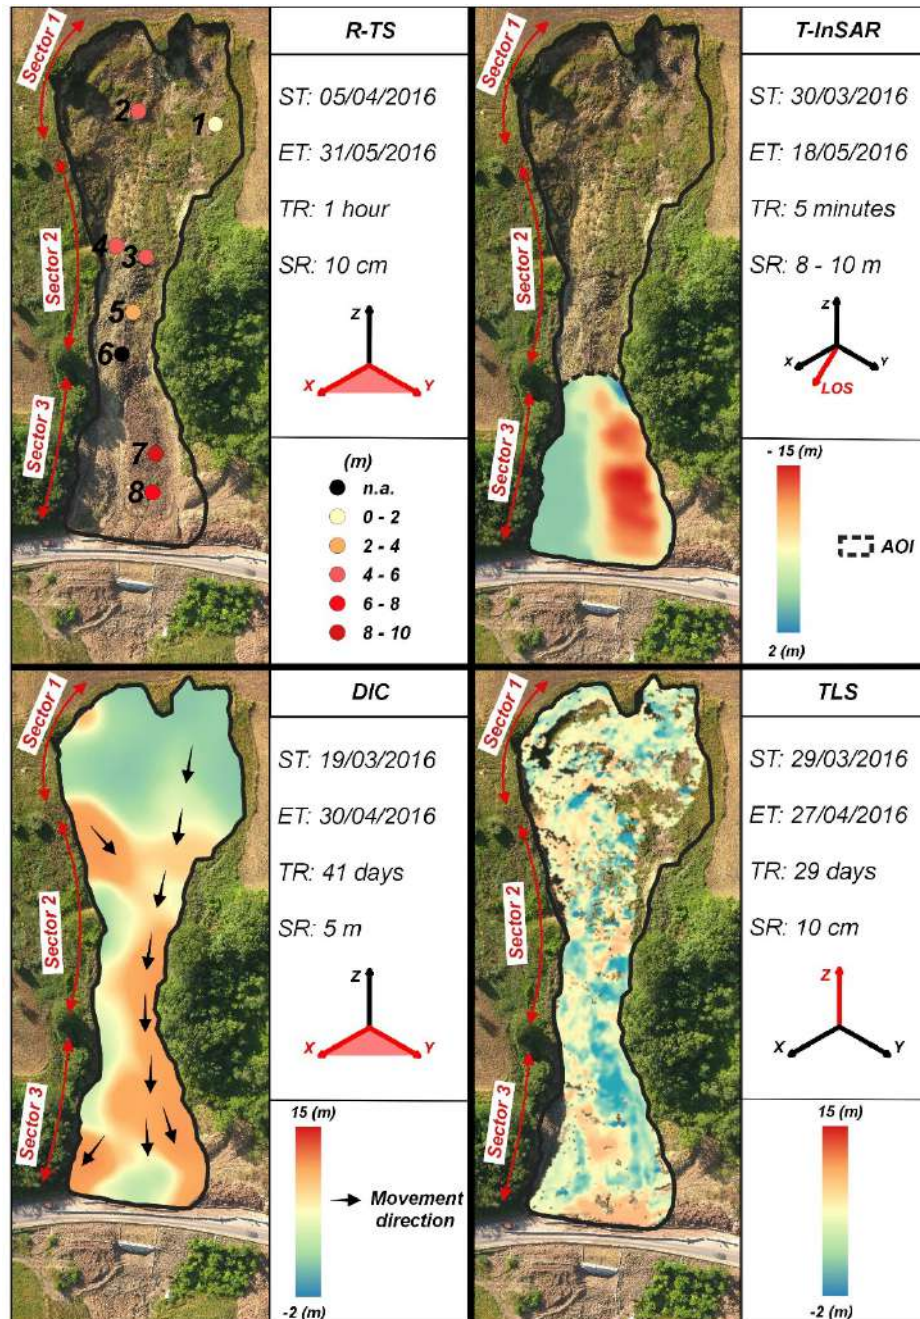 R-TS
ST: 05/04/2016
ET: 31/05/2016
TR: 1 hour
SR: 10 cm
Sector 1
Sector 2
Sector 3
1
2
3
4
5
6
7
8
Z
X
Y
(m)
n.a.
0 - 2
2 - 4
4 - 6
6 - 8
8 - 10
T-InSAR
ST: 30/03/2016
ET: 18/05/2016
TR: 5 minutes
SR: 8 - 10 m
Sector 1
Sector 2
Sector 3
Z
X
Y
LOS
- 15 (m)
AOI
2 (m)
DIC
ST: 19/03/2016
ET: 30/04/2016
TR: 41 days
SR: 5 m
Sector 1
Sector 2
Sector 3
Z
X
Y
15 (m)
Movement
direction
-2 (m)
TLS
ST: 29/03/2016
ET: 27/04/2016
TR: 29 days
SR: 10 cm
Sector 1
Sector 2
Sector 3
Z
X
Y
15 (m)
-2 (m)